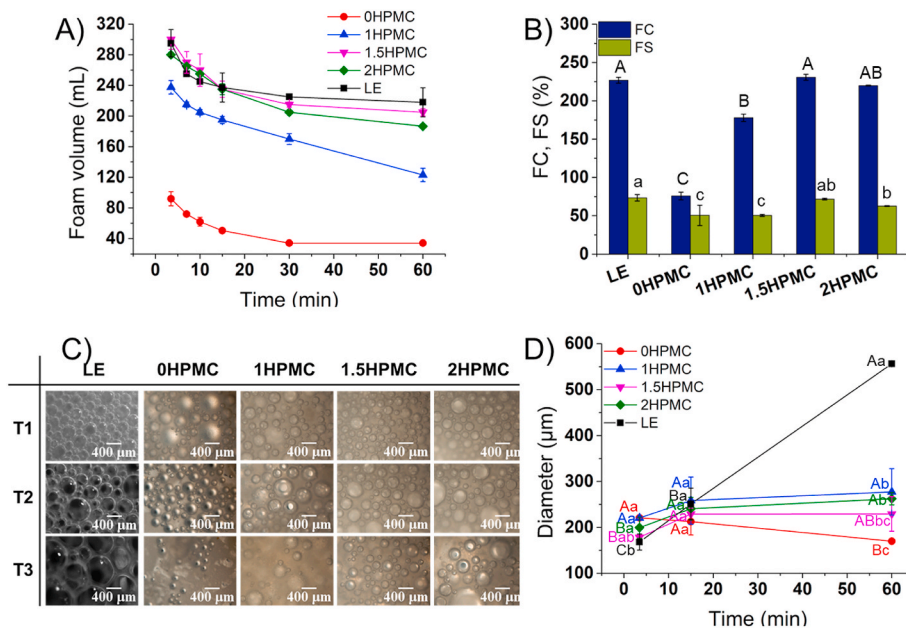 A)
Foam volume (mL)
320
280
240
200
160
120
80
40
0 10 20 30 40 50 60
Time (min)
0HPMC
1HPMC
1.5HPMC
2HPMC
LE
B)
FC, FS (%)
300
250
200
150
100
50
0
FC
FS
A
a
C
c
B
c
A
ab
AB
b
LE
0HPMC
1HPMC
1.5HPMC
2HPMC
C)
LE 0HPMC 1HPMC 1.5HPMC 2HPMC
T1
400 μm 400 μm 400 μm 400 μm 400 μm
T2
400 μm 400 μm 400 μm 400 μm 400 μm
T3
400 μm 400 μm 400 μm 400 μm 400 μm
D)
Diameter (μm)
600
500
400
300
200
100
0 10 20 30 40 50 60
Time (min)
0HPMC
1HPMC
1.5HPMC
2HPMC
LE
Aa
Aa
Ba
Bab
Cb
Aa
Ba
Aa
Aa
Aa
Ab
Ab
ABbc
Bc